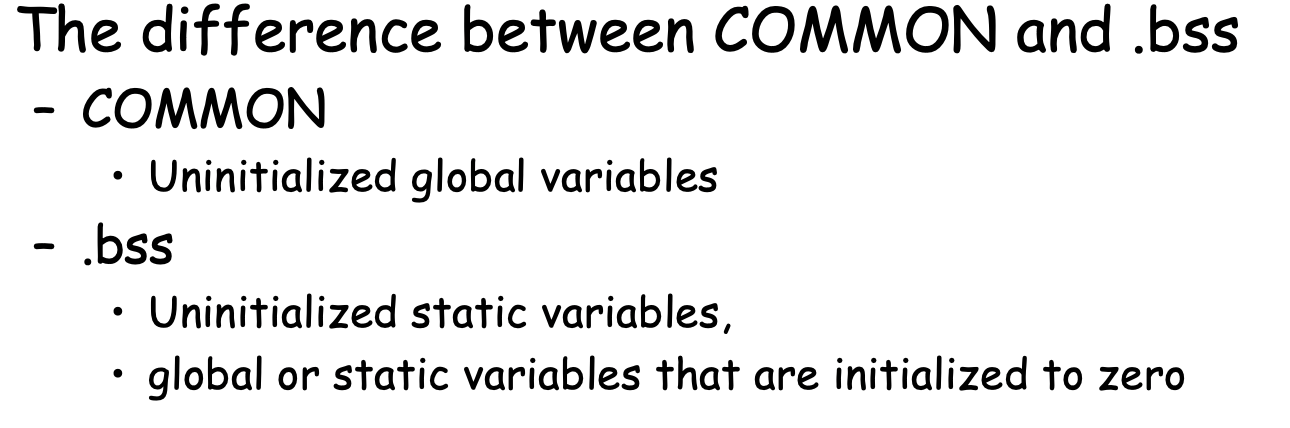 The difference between COMMON and .bss
– COMMON
• Uninitialized global variables
– .bss
• Uninitialized static variables,
• global or static variables that are initialized to zero